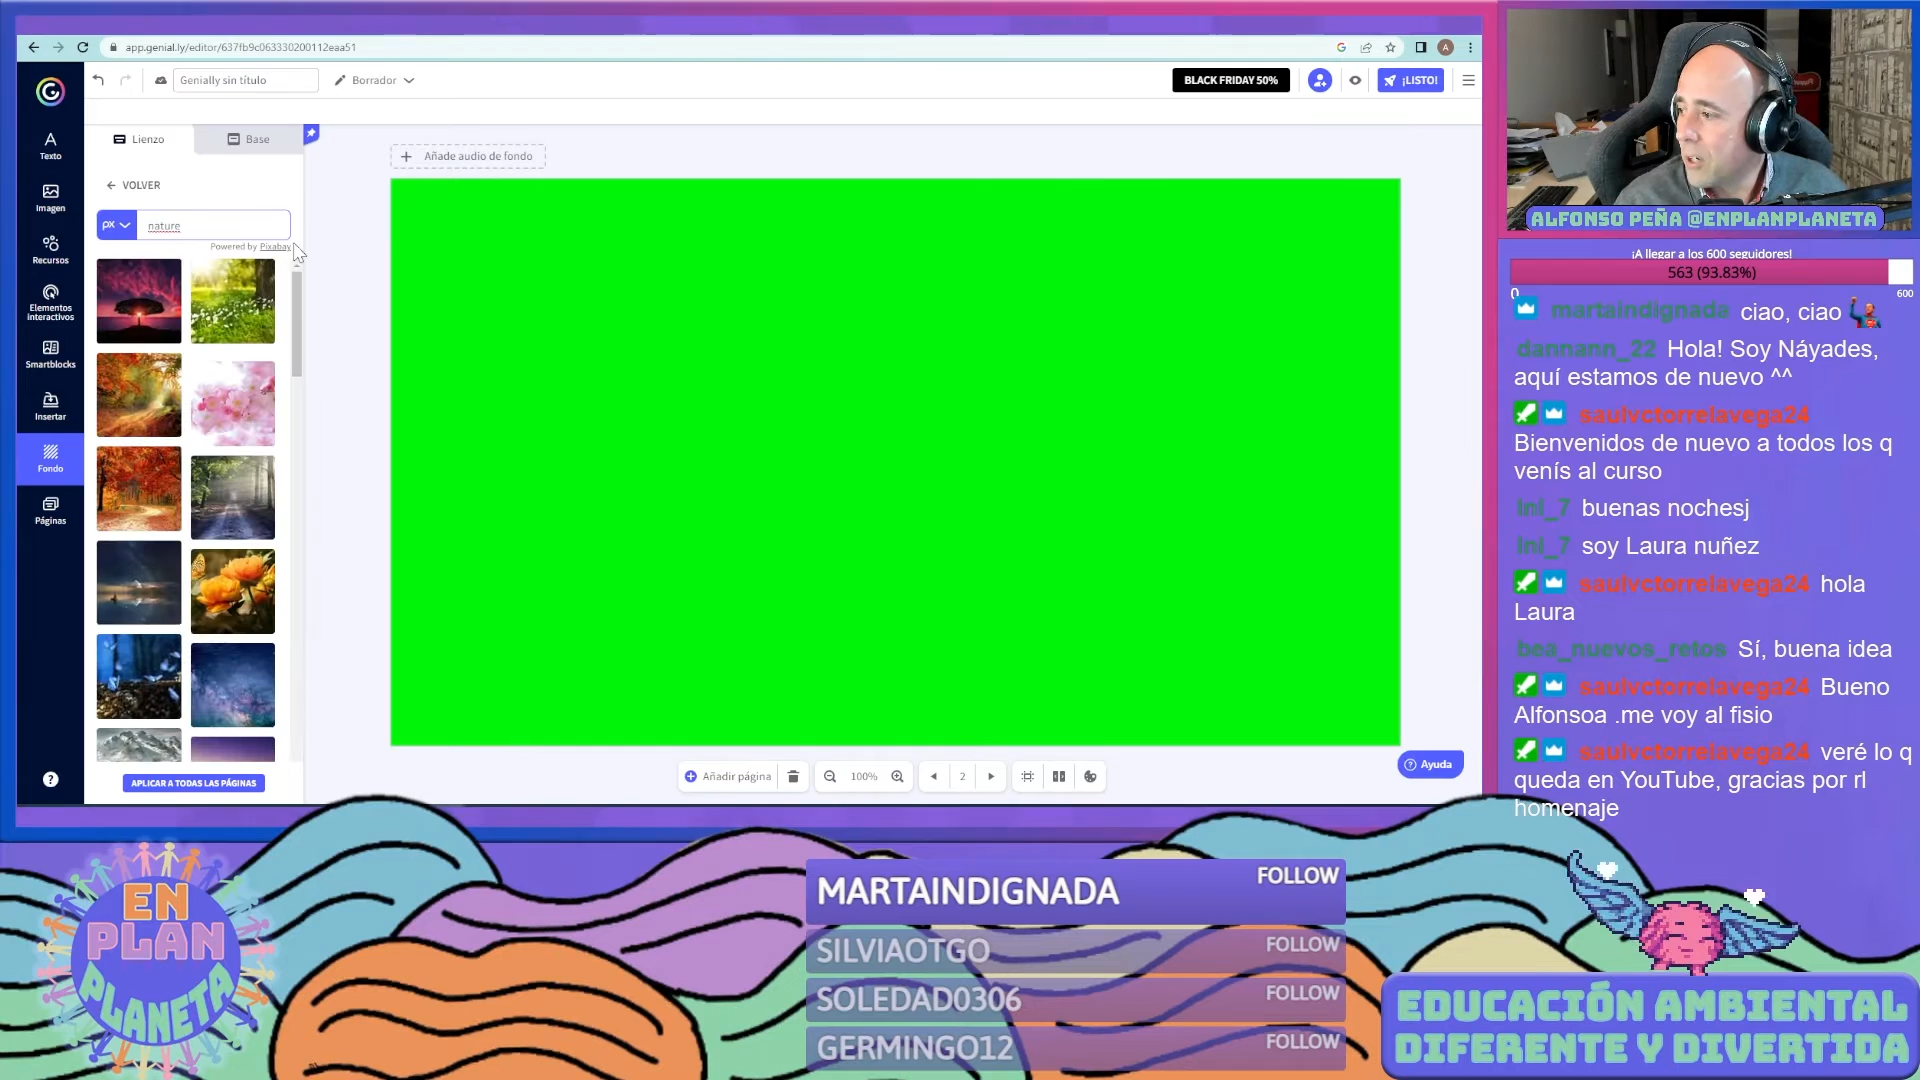 app.genial.ly/editor/637fb9c063330200112eaa51
G
A
Genially sin título
Borrador
BLACK FRIDAY 50%
¡LISTO!
Texto
Imagen
Recursos
Elementos
interactivos
Smartblocks
Insertar
Fondo
Páginas
Lienzo
Base
VOLVER
px
nature
Powered by Pixabay
APLICAR A TODAS LAS PÁGINAS
Añade audio de fondo
Añadir página
100%
2
Ayuda
ALFONSO PEÑA @ENPLANPLANETA
¡A llegar a los 600 seguidores!
563 (93.83%)
0
600
martaindignada ciao, ciao
dannann_22 Hola! Soy Náyades,
aquí estamos de nuevo ^^
saulvctorrelavega24
Bienvenidos de nuevo a todos los q
venís al curso
lnl_7 buenas nochesj
lnl_7 soy Laura nuñez
saulvctorrelavega24 hola
Laura
bea_nuevos_retos Sí, buena idea
saulvctorrelavega24 Bueno
Alfonsoa .me voy al fisio
saulvctorrelavega24 veré lo q
queda en YouTube, gracias por rl
homenaje
EN
PLAN
PLANETA
MARTAINDIGNADA FOLLOW
SILVIAOTGO FOLLOW
SOLEDAD0306 FOLLOW
GERMINGO12 FOLLOW
EDUCACIÓN AMBIENTAL
DIFERENTE Y DIVERTIDA